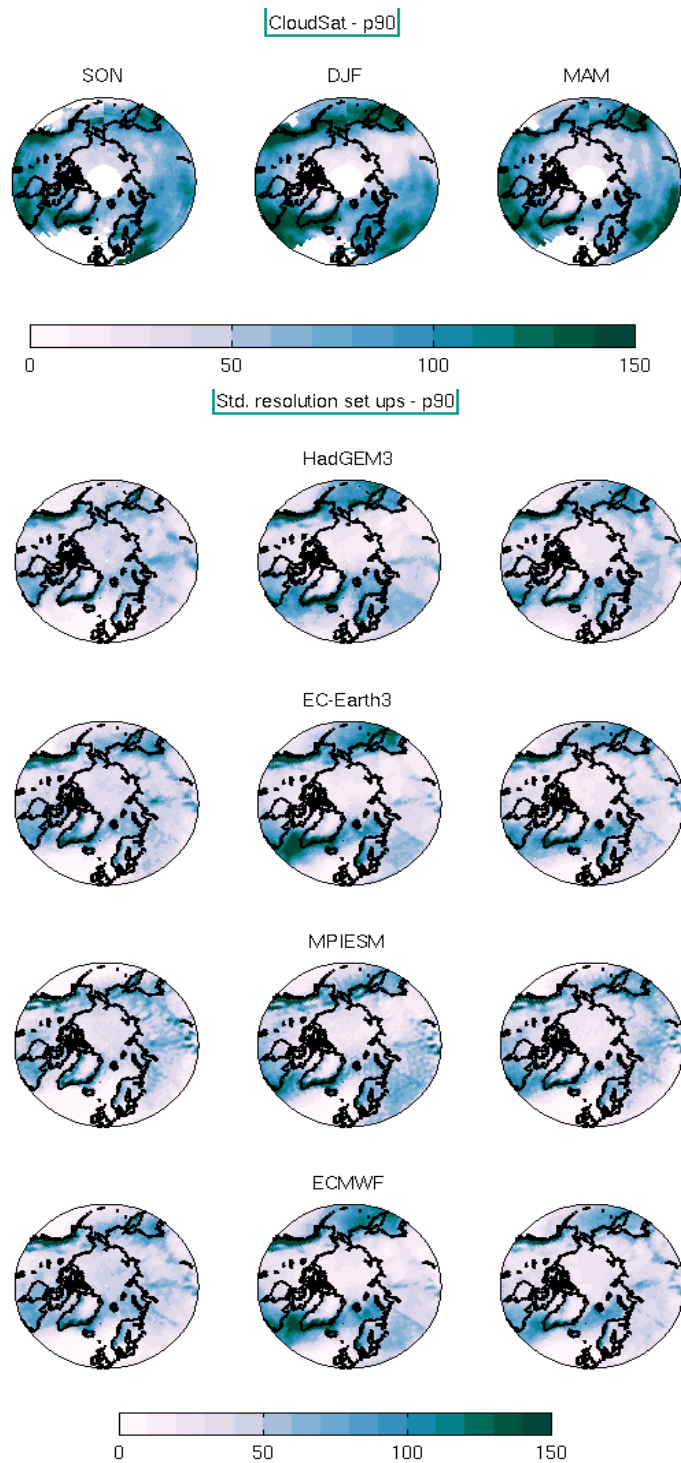 CloudSat - p90
SON DJF MAM
0 50 100 150
Std. resolution set ups - p90
HadGEM3
EC-Earth3
MPIESM
ECMWF
0 50 100 150